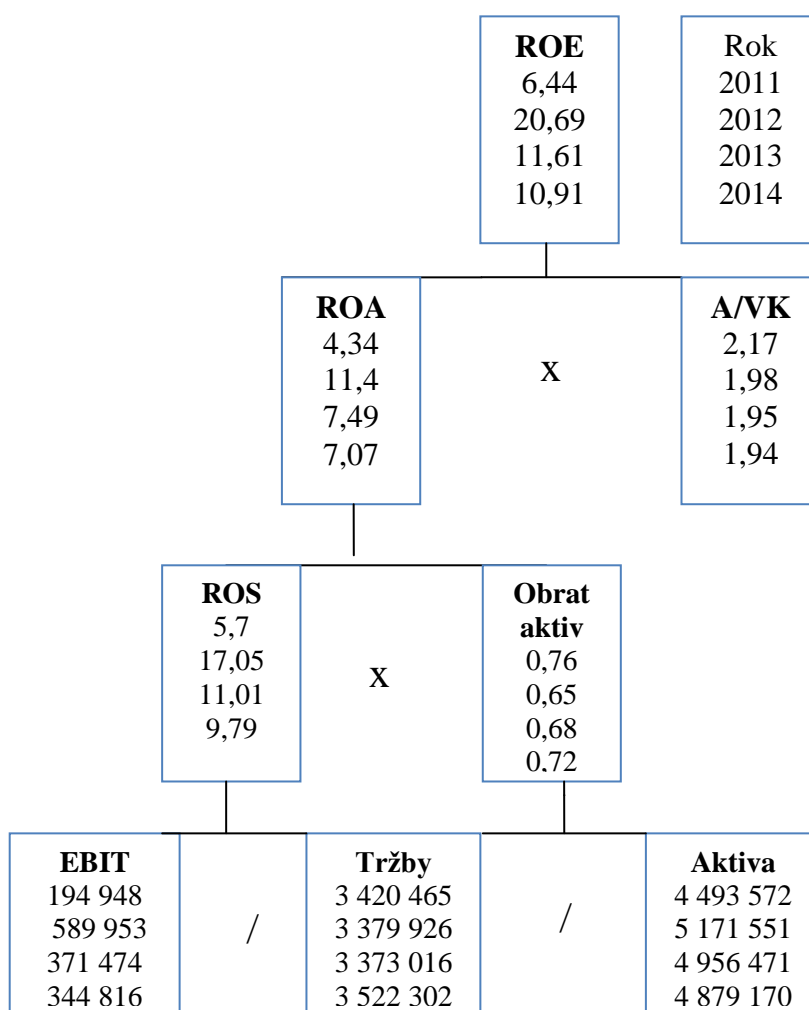 ROE
6,44
20,69
11,61
10,91
Rok
2011
2012
2013
2014
ROA
4,34
11,4
7,49
7,07
x
A/VK
2,17
1,98
1,95
1,94
ROS
5,7
17,05
11,01
9,79
x
Obrat
aktiv
0,76
0,65
0,68
0,72
EBIT
194 948
589 953
371 474
344 816
/
Tržby
3 420 465
3 379 926
3 373 016
3 522 302
/
Aktiva
4 493 572
5 171 551
4 956 471
4 879 170